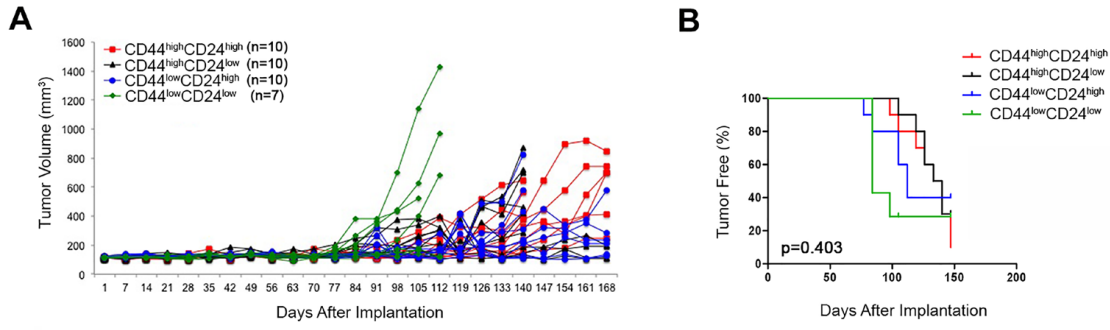 A
B
1600
1400
1200
1000
800
600
400
200
0
Tumor Volume (mm³)
CD44highCD24high (n=10)
CD44highCD24low (n=10)
CD44lowCD24high (n=10)
CD44lowCD24low (n=7)
1 7 14 21 28 35 42 49 56 63 70 77 84 91 98 105 112 119 126 133 140 147 154 161 168
Days After Implantation
CD44highCD24high
CD44highCD24low
CD44lowCD24high
CD44lowCD24low
100
80
60
40
20
0
Tumor Free (%)
p=0.403
0 50 100 150 200
Days After Implantation